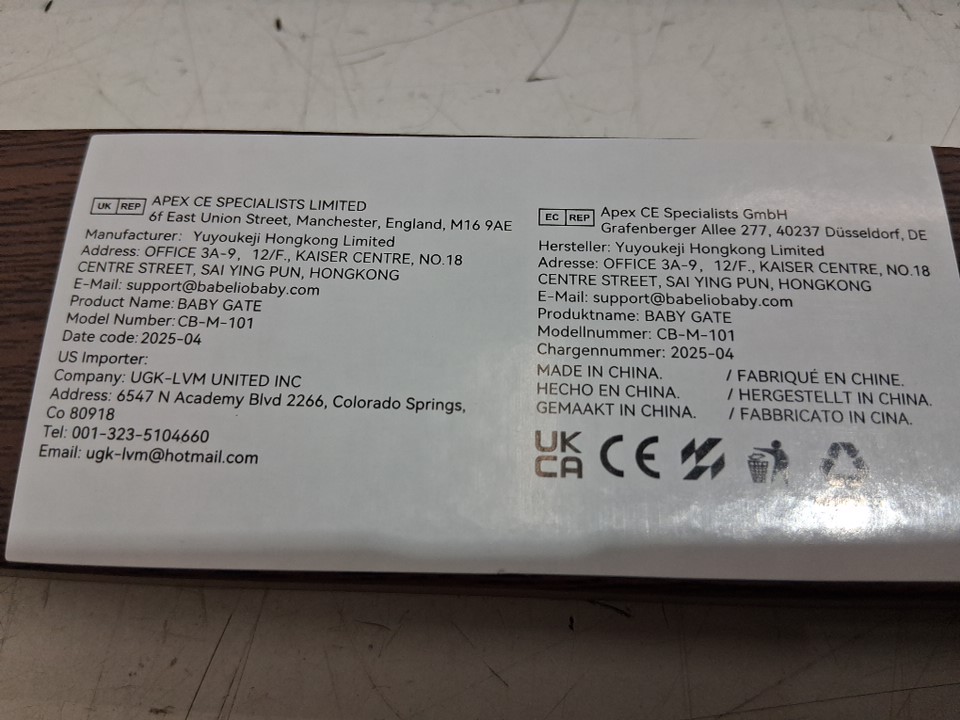 UK REP APEX CE SPECIALISTS LIMITED
6f East Union Street, Manchester, England, M16 9AE
Manufacturer: Yuyoukeji Hongkong Limited
Address: OFFICE 3A-9, 12/F., KAISER CENTRE, NO.18
CENTRE STREET, SAI YING PUN, HONGKONG
E-Mail: support@babeliobaby.com
Product Name: BABY GATE
Model Number: CB-M-101
Date code: 2025-04
US Importer:
Company: UGK-LVM UNITED INC
Address: 6547 N Academy Blvd 2266, Colorado Springs,
Co 80918
Tel: 001-323-5104660
Email: ugk-lvm@hotmail.com
EC REP Apex CE Specialists GmbH
Grafenberger Allee 277, 40237 Düsseldorf, DE
Hersteller: Yuyoukeji Hongkong Limited
Adresse: OFFICE 3A-9, 12/F., KAISER CENTRE, NO.18
CENTRE STREET, SAI YING PUN, HONGKONG
E-Mail: support@babeliobaby.com
Produktname: BABY GATE
Modellnummer: CB-M-101
Chargennummer: 2025-04
MADE IN CHINA. / FABRIQUÉ EN CHINE.
HECHO EN CHINA. / HERGESTELLT IN CHINA.
GEMAAKT IN CHINA. / FABBRICATO IN CINA.
UK
CA CE